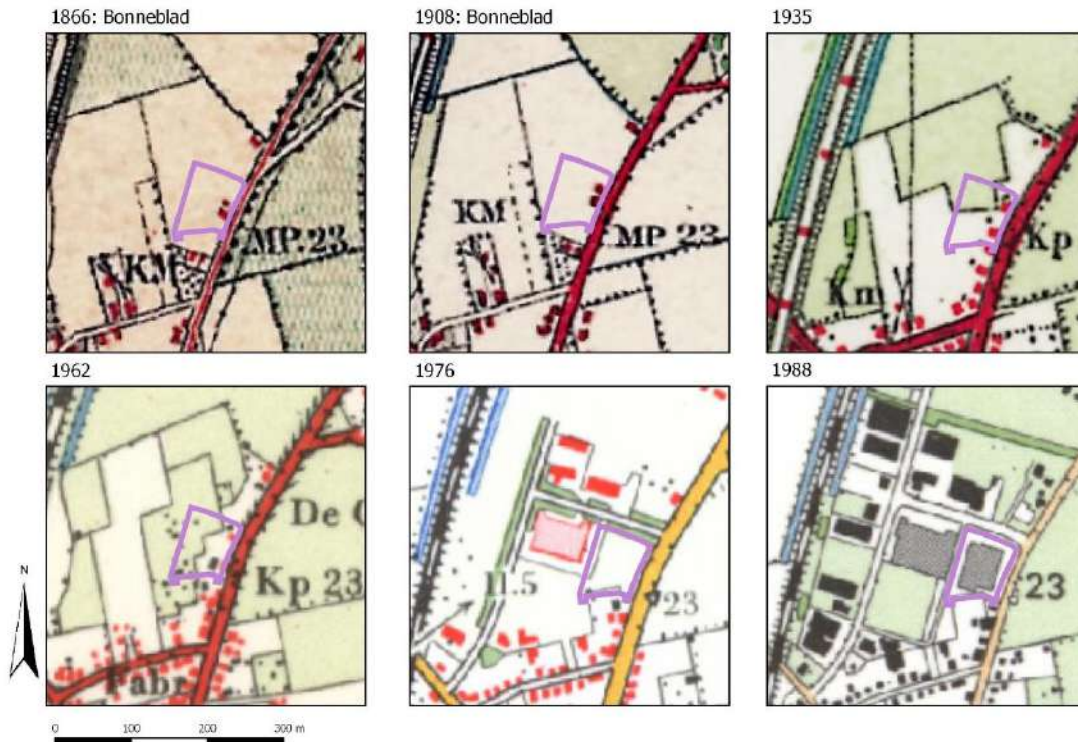 1866: Bonneblad
1908: Bonneblad
1935
KM
MP. 23
KM
MP 23
Km
Kp
1962
1976
1988
De
Kp 23
Fabr
11.5
23
23
N
0 100 200 300 m